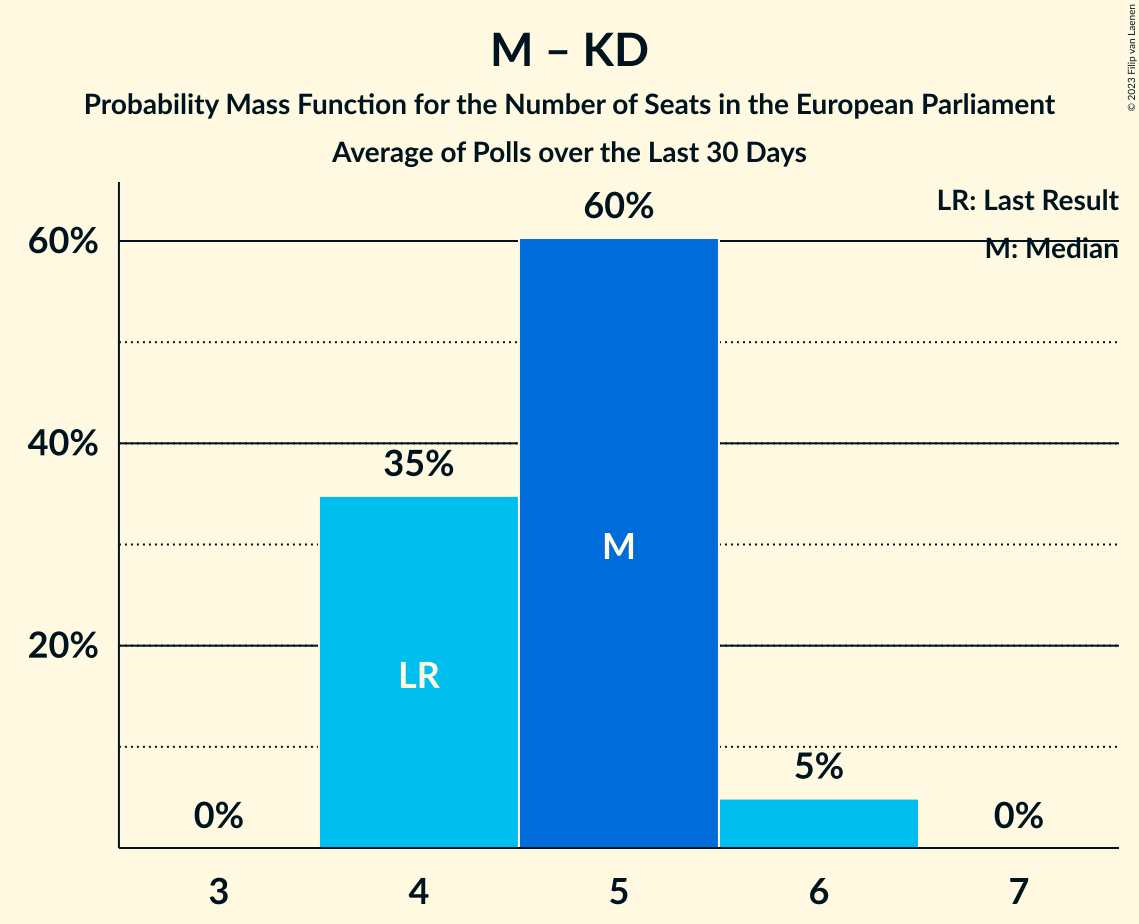 M – KD
Probability Mass Function for the Number of Seats in the European Parliament
Average of Polls over the Last 30 Days
© 2023 Filip van Laenen
LR: Last Result
M: Median
60%
40%
20%
0%
35%
60%
5%
0%
LR
M
3
4
5
6
7